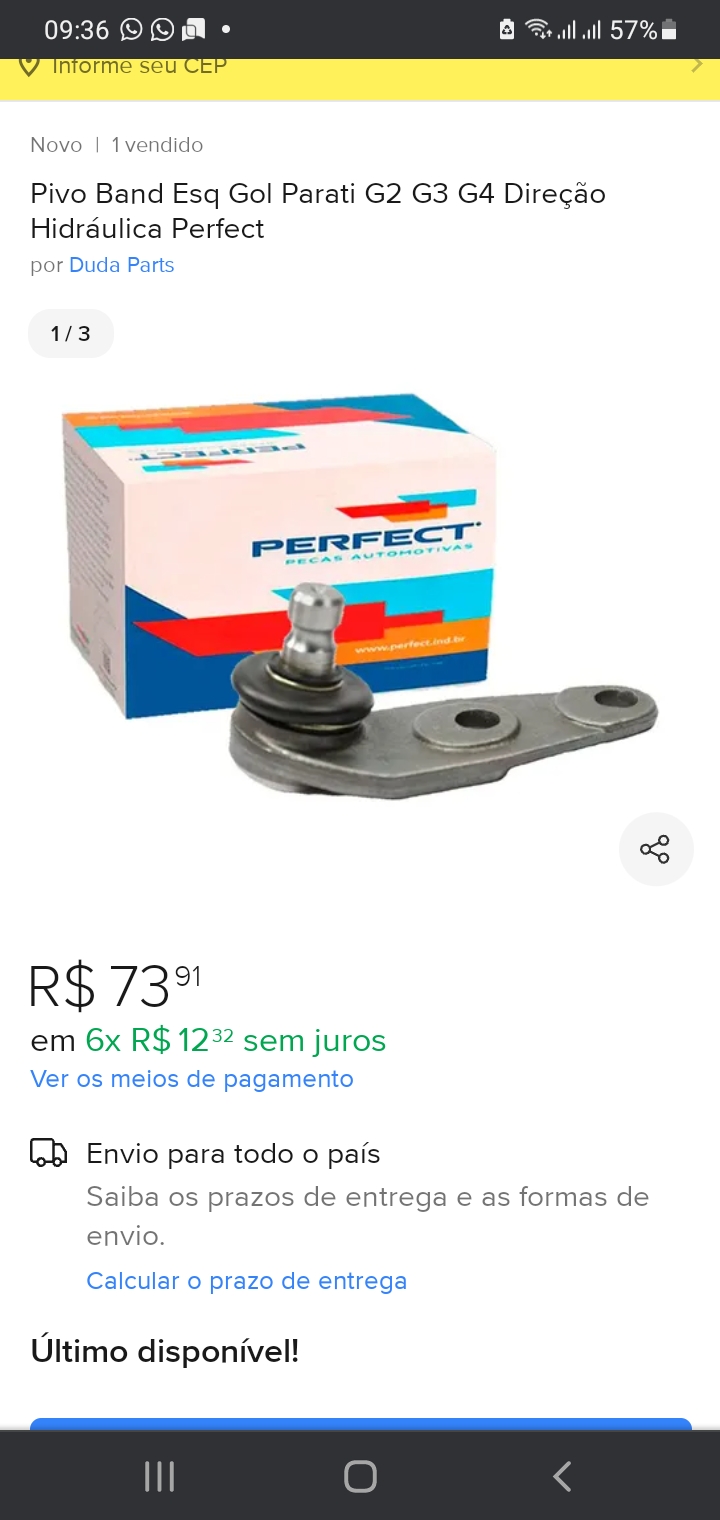 09:36
57%
Informe seu CEP
Novo | 1 vendido
Pivo Band Esq Gol Parati G2 G3 G4 Direção
Hidráulica Perfect
por Duda Parts
1 / 3
PERFECT
PERFECT
PEÇAS AUTOMOTIVAS
www.perfect.ind.br
R$ 73 91
em 6x R$ 12 32 sem juros
Ver os meios de pagamento
Envio para todo o país
Saiba os prazos de entrega e as formas de
envio.
Calcular o prazo de entrega
Último disponível!